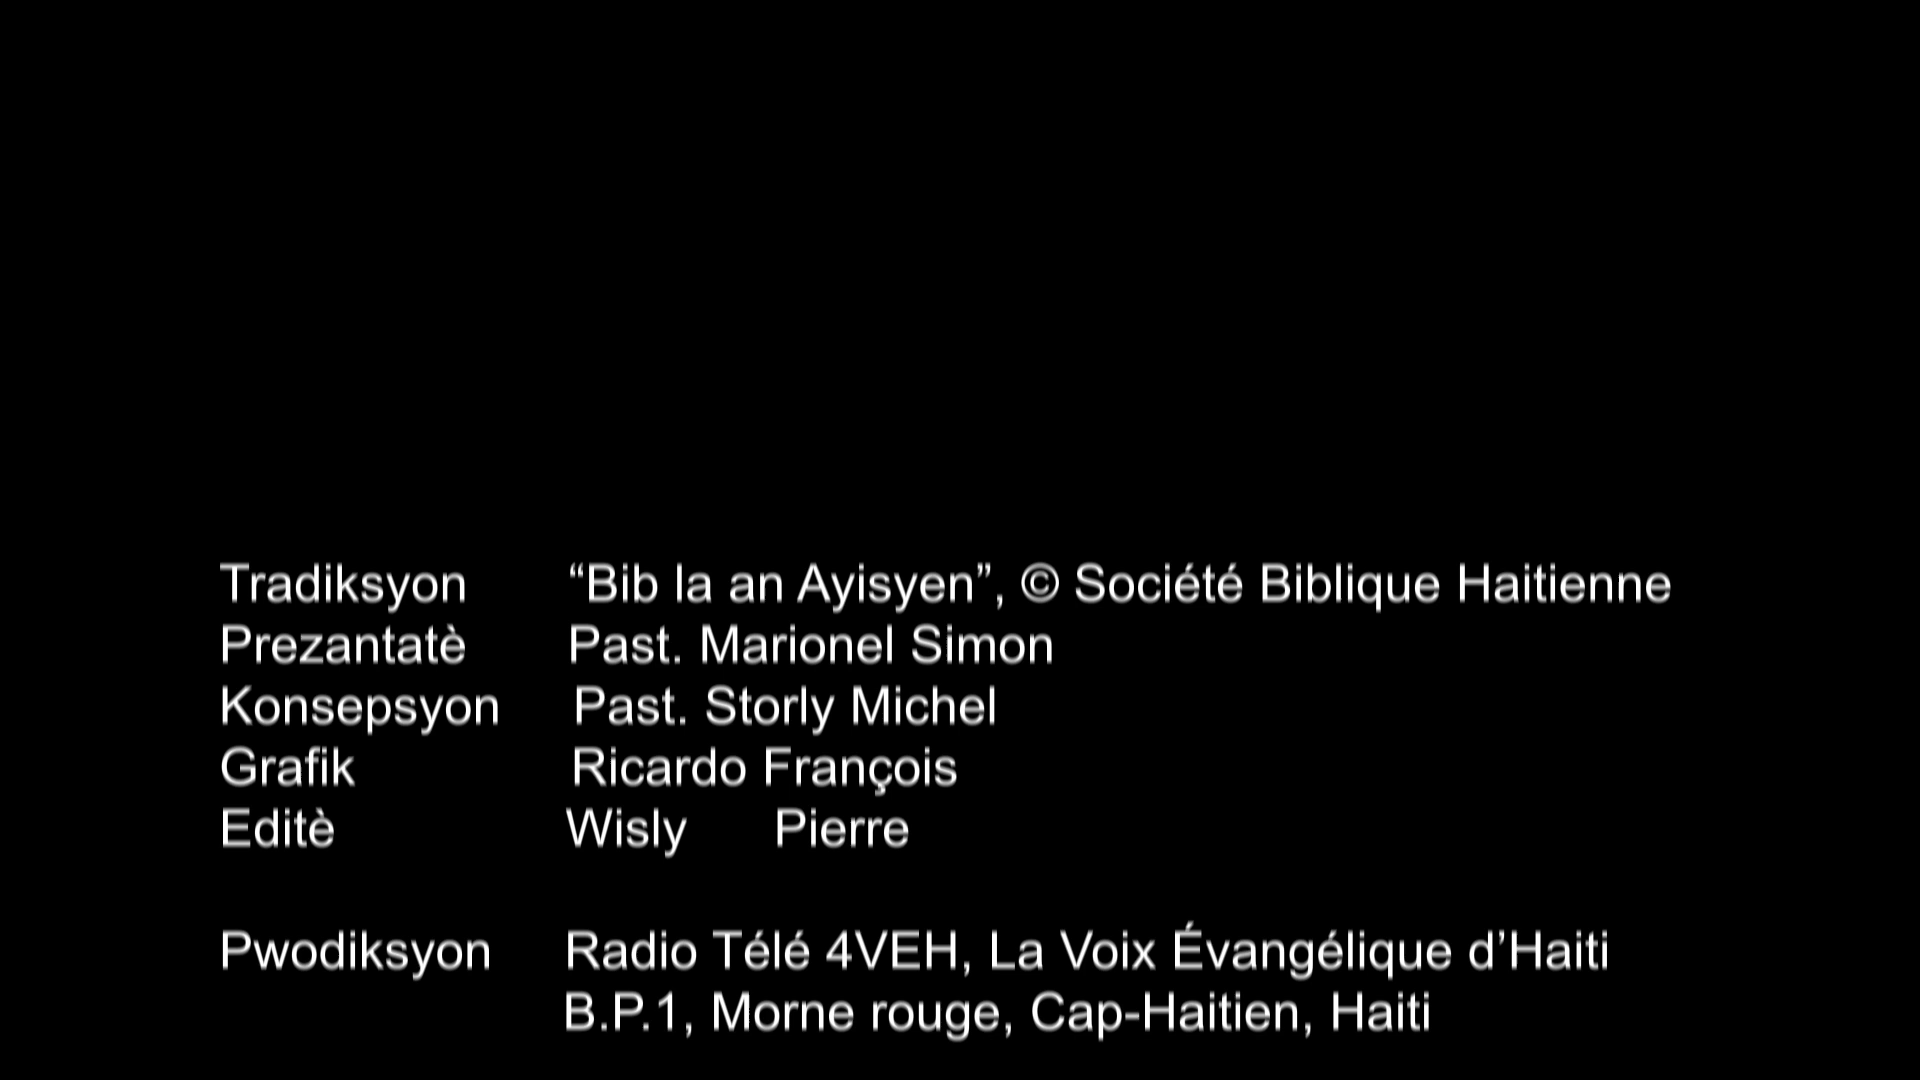 Tradiksyon “Bib la an Ayisyen”, © Société Biblique Haitienne
Prezantatè Past. Marionel Simon
Konsepsyon Past. Storly Michel
Grafik Ricardo François
Editè Wisly Pierre
Pwodiksyon Radio Télé 4VEH, La Voix Évangélique d’Haiti
B.P.1, Morne rouge, Cap-Haitien, Haiti